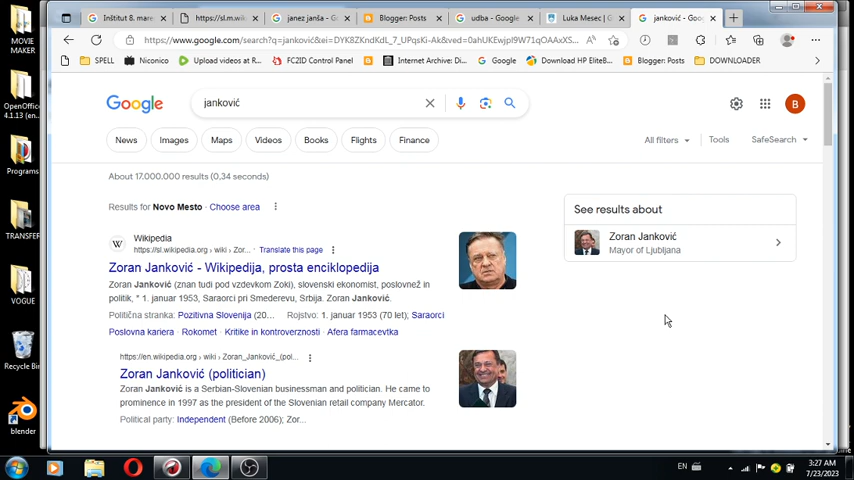 MOVIE
MAKER
OpenOffice
4.1.13 (en...
Programs
TRANSFER
VOGUE
Recycle Bin
blender
Inštitut 8. mare
https://sl.m.wik
janez janša - G
Blogger: Posts
udba - Google
Luka Mesec |
janković - Goo
https://www.google.com/search?q=janković&ei=DYK8ZKndKdL_7_UPqsKi-Ak&ved=0ahUKEwjpl9W71qOAAxXS...
SPELL
Niconico
Upload videos - Y...
FC2ID Control Panel
Internet Archive: Di...
Google
Download HP EliteB...
Blogger: Posts
DOWNLOADER
Google
janković
B
News
Images
Maps
Videos
Books
Flights
Finance
All filters
Tools
SafeSearch
About 17.000.000 results (0,34 seconds)
Results for Novo Mesto · Choose area
See results about
Zoran Janković
Mayor of Ljubljana
W
Wikipedia
https://sl.wikipedia.org › wiki › Zor... Translate this page
Zoran Janković - Wikipedija, prosta enciklopedija
Zoran Janković (znan tudi pod vzdevkom Zoki), slovenski ekonomist, poslovnež in
politik, * 1. januar 1953, Saraorci pri Smederevu, Srbija. Zoran Janković.
Politična stranka: Pozitivna Slovenija (20... Rojstvo: 1. januar 1953 (70 let); Saraorci
Poslovna kariera · Rokomet · Kritike in kontroverznosti · Afera farmacevtka
https://en.wikipedia.org › wiki › Zoran_Janković_(pol...
Zoran Janković (politician)
Zoran Janković is a Serbian-Slovenian businessman and politician. He came to
prominence in 1997 as the president of the Slovenian retail company Mercator.
Political party: Independent (Before 2006); Zor...
EN
3:27 AM
7/23/2023